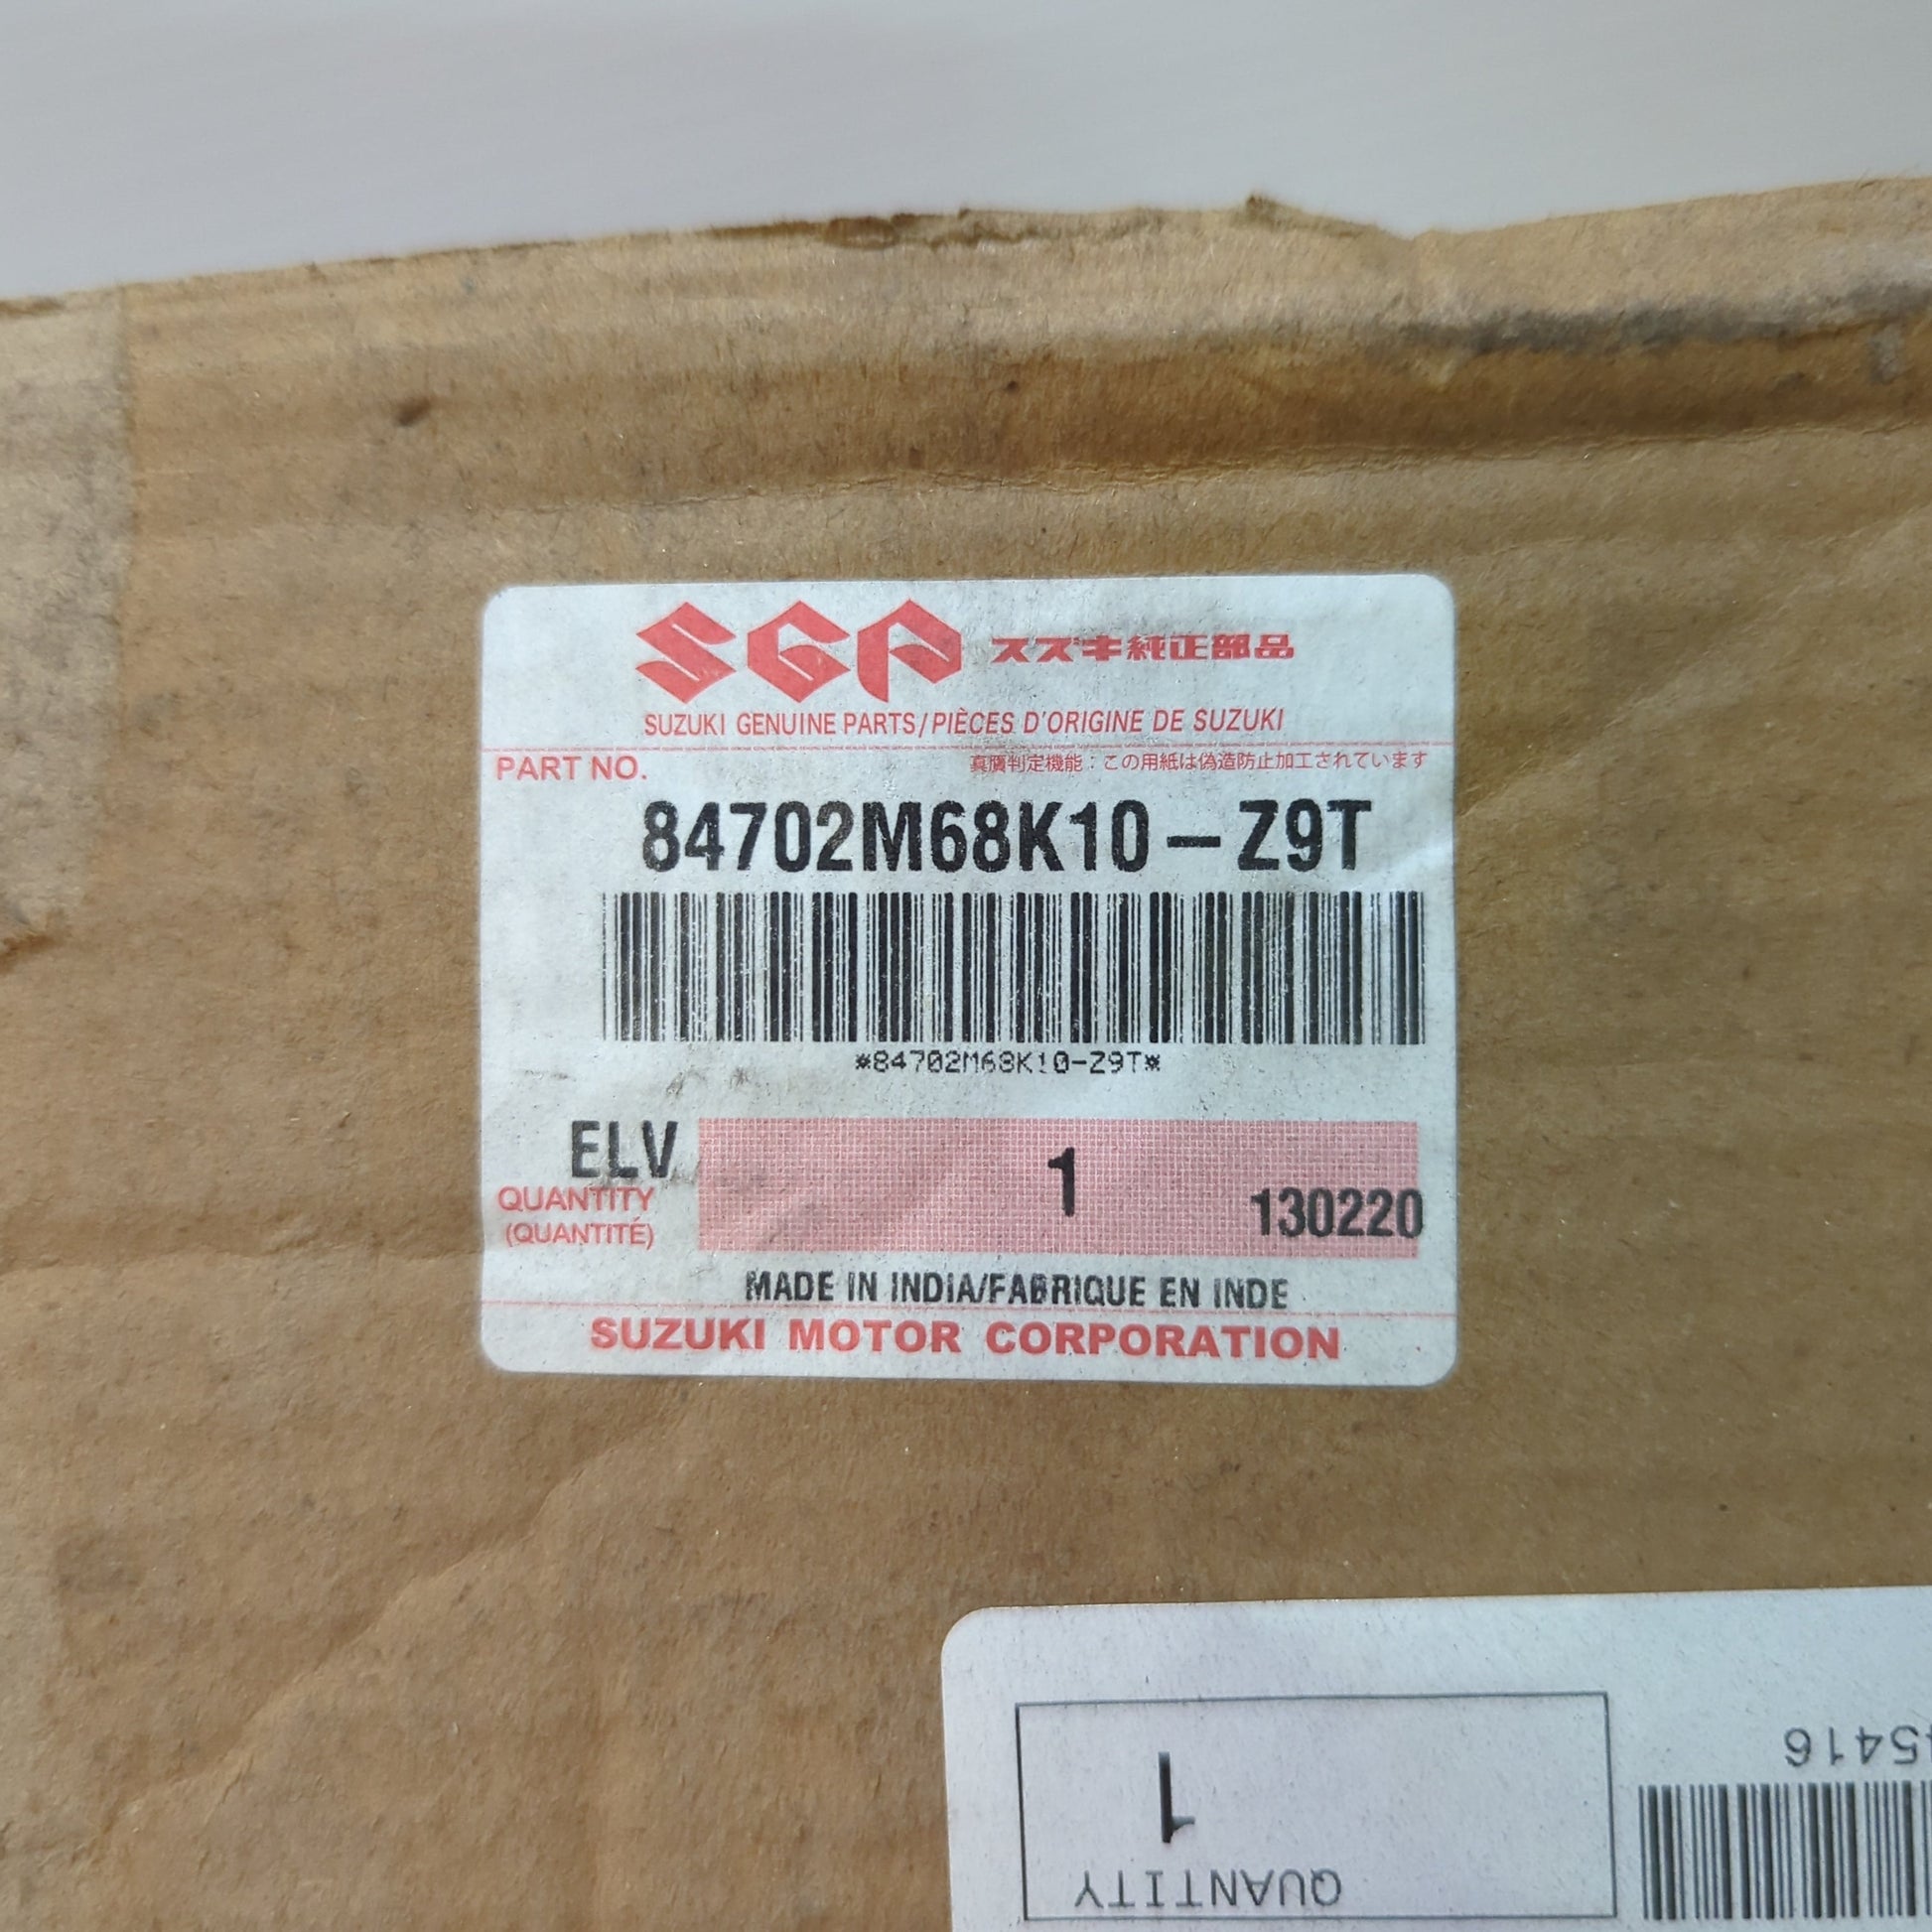 SGP スズキ純正部品
SUZUKI GENUINE PARTS/PIÈCES D'ORIGINE DE SUZUKI
PART NO. 真贋判定機能：この用紙は偽造防止加工されています
84702M68K10-Z9T
*84702M68K10-Z9T*
ELV
1
QUANTITY
(QUANTITÉ)
130220
MADE IN INDIA/FABRIQUE EN INDE
SUZUKI MOTOR CORPORATION
5416
1
QUANTITY